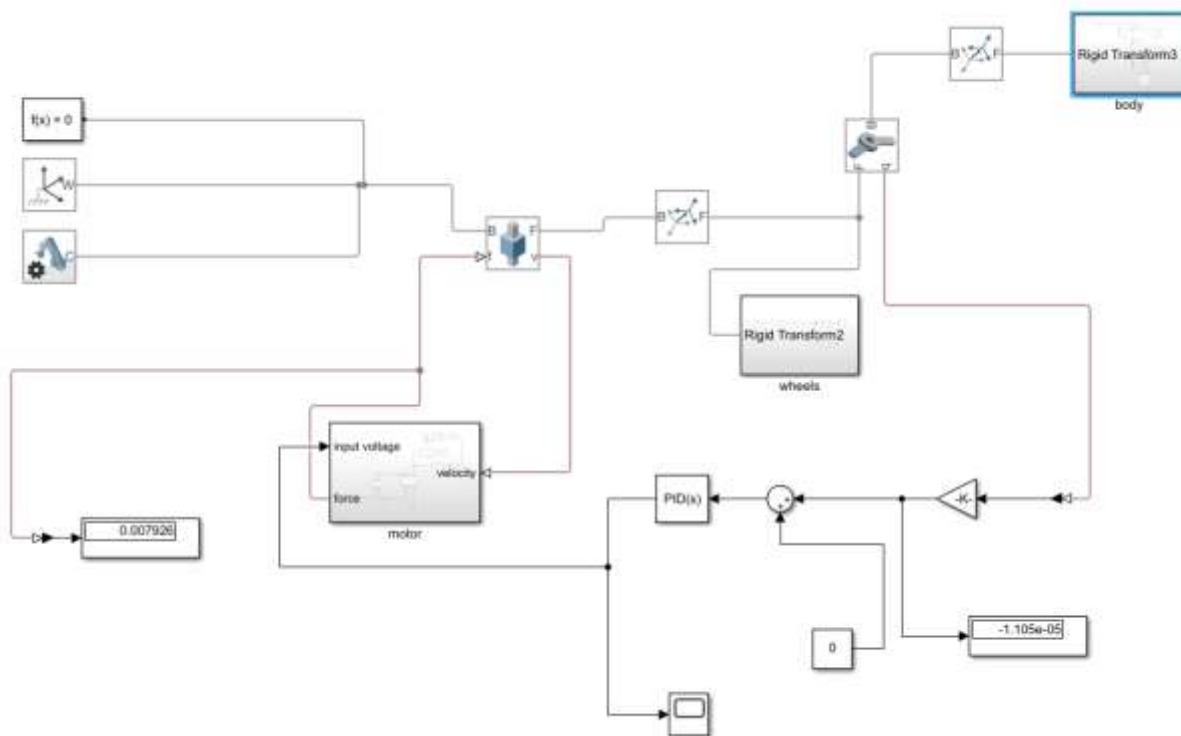 B F
Rigid Transform3
body
f(x) = 0
W
C
B F
B F
f v
Rigid Transform2
wheels
input voltage
velocity
force
motor
PID(x)
-K-
0.007926
-1.105e-05
0